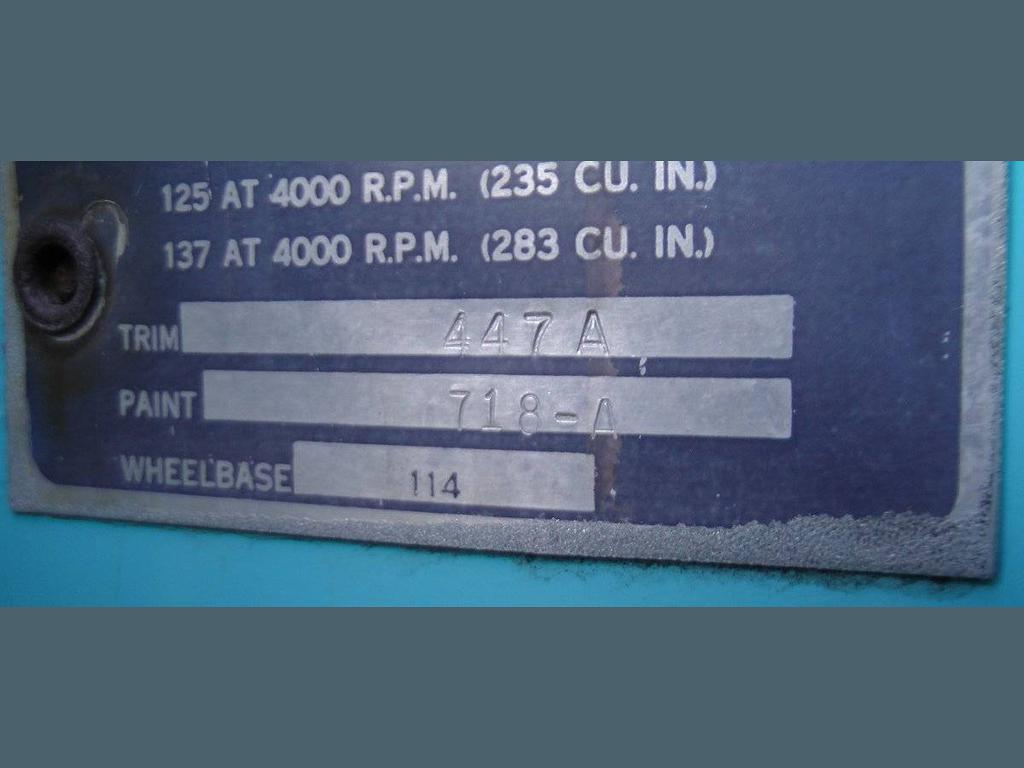 125 AT 4000 R.P.M. (235 CU. IN.)
137 AT 4000 R.P.M. (283 CU. IN.)
TRIM 447A
PAINT 718-A
WHEELBASE 114